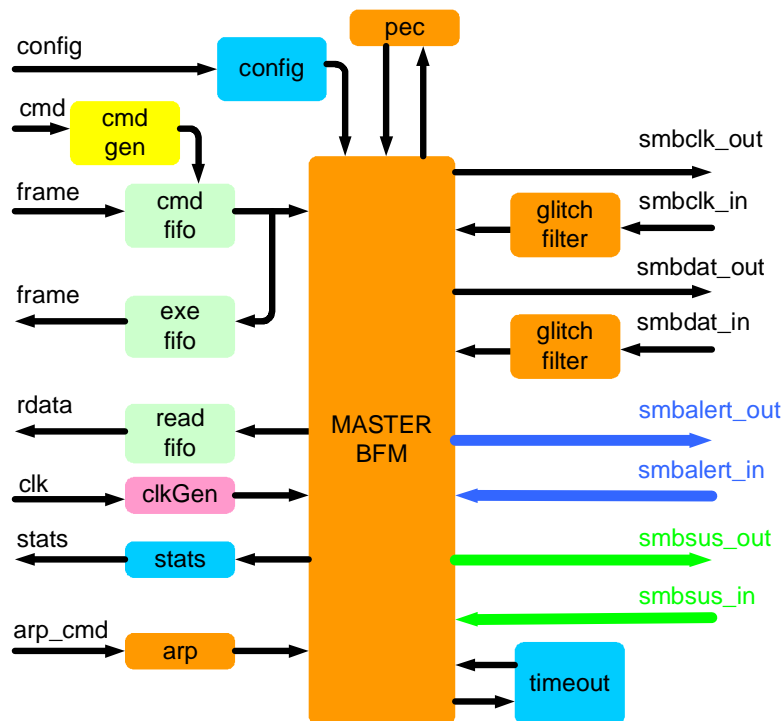 pec
config
config
cmd
cmd
gen
smbclk_out
frame
cmd
fifo
glitch
filter
smbclk_in
smbdat_out
frame
exe
fifo
glitch
filter
smbdat_in
rdata
read
fifo
MASTER
BFM
smbalert_out
clk
clkGen
smbalert_in
stats
stats
smbsus_out
smbsus_in
arp_cmd
arp
timeout